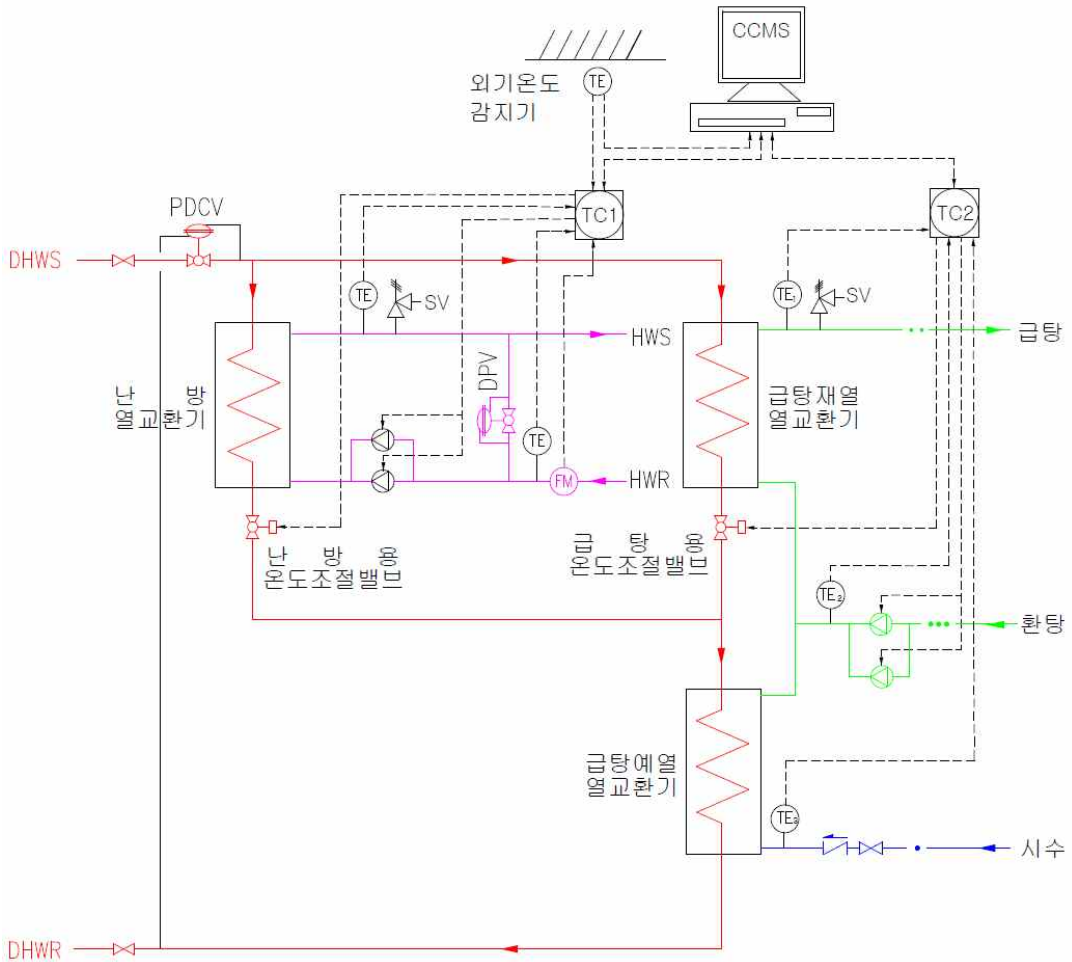 CCMS
TE
외기온도
감지기
PDCV
TC1
TC2
DHWS
TE
SV
TE₁
SV
HWS
급탕
DPV
난 방
열교환기
급탕재열
열교환기
TE
FM
HWR
난 방 용
온도조절밸브
급 탕 용
온도조절밸브
TE₂
환탕
급탕예열
열교환기
TE₃
시수
DHWR